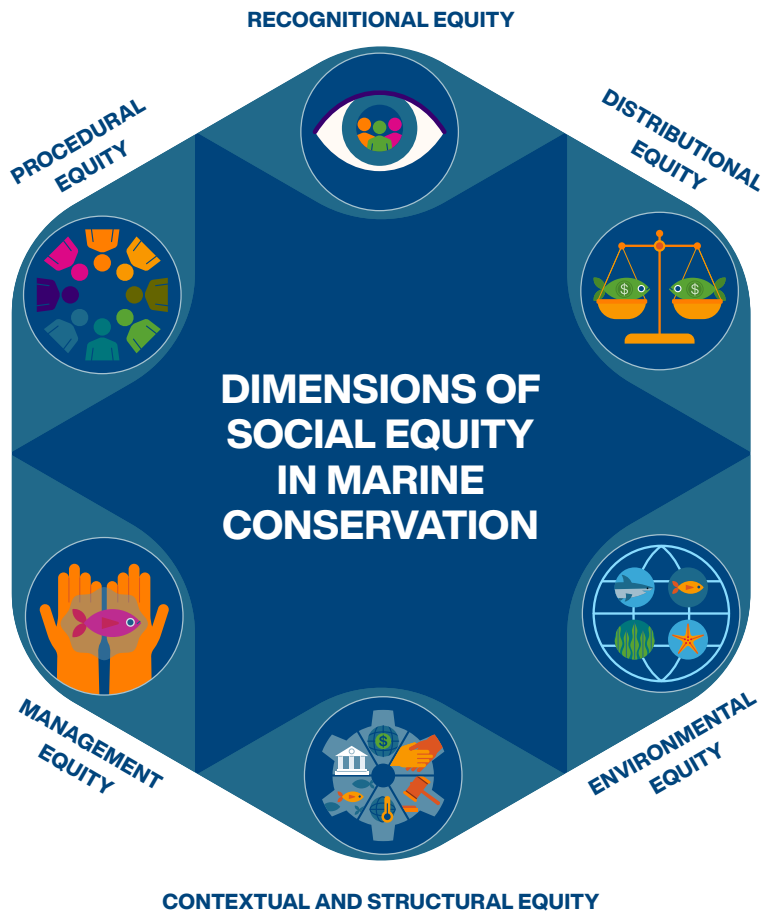 RECOGNITIONAL EQUITY
PROCEDURAL
EQUITY
DISTRIBUTIONAL
EQUITY
$
$
DIMENSIONS OF
SOCIAL EQUITY
IN MARINE
CONSERVATION
MANAGEMENT
EQUITY
ENVIRONMENTAL
EQUITY
$
CONTEXTUAL AND STRUCTURAL EQUITY